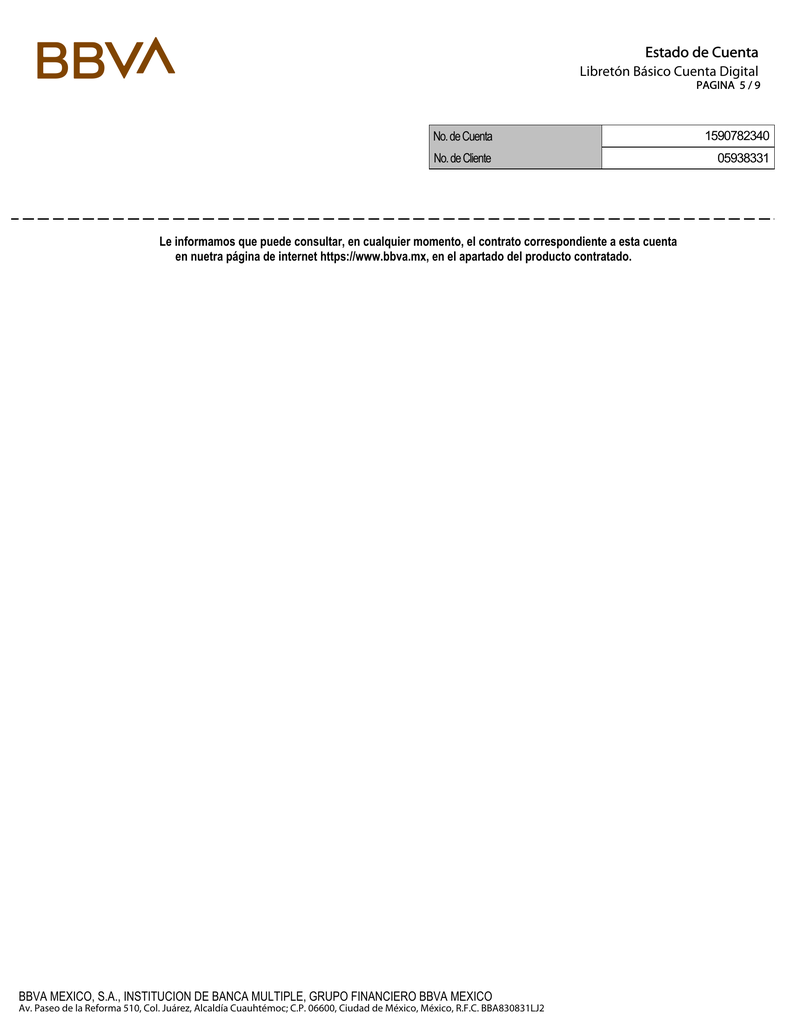 BBVA
Estado de Cuenta
Libretón Básico Cuenta Digital
PAGINA 5 / 9
No. de Cuenta 1590782340
No. de Cliente 05938331
Le informamos que puede consultar, en cualquier momento, el contrato correspondiente a esta cuenta
en nuetra página de internet https://www.bbva.mx, en el apartado del producto contratado.
BBVA MEXICO, S.A., INSTITUCION DE BANCA MULTIPLE, GRUPO FINANCIERO BBVA MEXICO
Av. Paseo de la Reforma 510, Col. Juárez, Alcaldía Cuauhtémoc; C.P. 06600, Ciudad de México, México, R.F.C. BBA830831LJ2